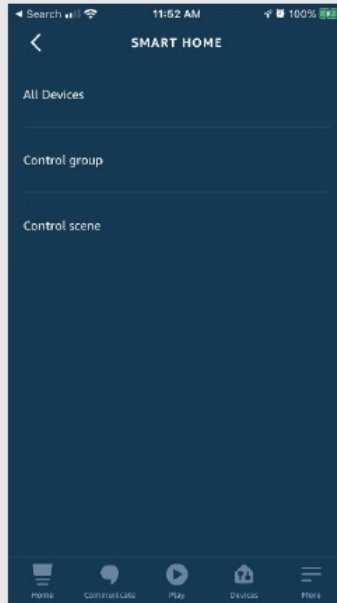 Search 11:52 AM 100%
SMART HOME
All Devices
Control group
Control scene
Home Communicate Play Devices More